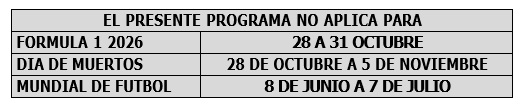 EL PRESENTE PROGRAMA NO APLICA PARA
FORMULA 1 2026 28 A 31 OCTUBRE
DIA DE MUERTOS 28 DE OCTUBRE A 5 DE NOVIEMBRE
MUNDIAL DE FUTBOL 8 DE JUNIO A 7 DE JULIO